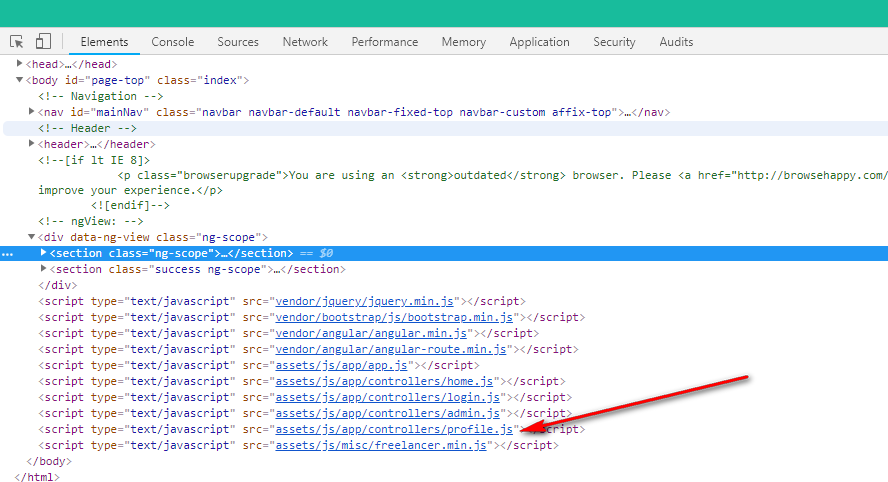 Elements Console Sources Network Performance Memory Application Security Audits
<head>…</head>
<body id="page-top" class="index">
<!-- Navigation -->
<nav id="mainNav" class="navbar navbar-default navbar-fixed-top navbar-custom affix-top">…</nav>
<!-- Header -->
<header>…</header>
<!--[if lt IE 8]>
<p class="browserupgrade">You are using an <strong>outdated</strong> browser. Please <a href="http://browsehappy.com/
improve your experience.</p>
<![endif]-->
<!-- ngView: -->
<div data-ng-view class="ng-scope">
… <section class="ng-scope">…</section> == $0
<section class="success ng-scope">…</section>
</div>
<script type="text/javascript" src="vendor/jquery/jquery.min.js"></script>
<script type="text/javascript" src="vendor/bootstrap/js/bootstrap.min.js"></script>
<script type="text/javascript" src="vendor/angular/angular.min.js"></script>
<script type="text/javascript" src="vendor/angular/angular-route.min.js"></script>
<script type="text/javascript" src="assets/js/app/app.js"></script>
<script type="text/javascript" src="assets/js/app/controllers/home.js"></script>
<script type="text/javascript" src="assets/js/app/controllers/login.js"></script>
<script type="text/javascript" src="assets/js/app/controllers/admin.js"></script>
<script type="text/javascript" src="assets/js/app/controllers/profile.js"></script>
<script type="text/javascript" src="assets/js/misc/freelancer.min.js"></script>
</body>
</html>